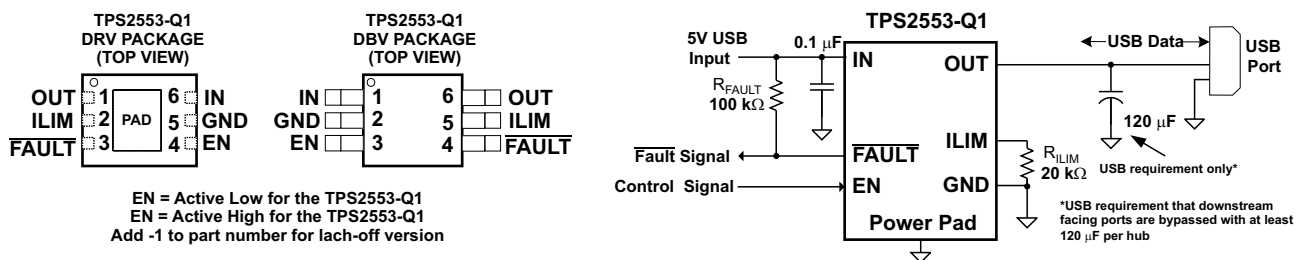 TPS2553-Q1
DRV PACKAGE
(TOP VIEW)
OUT 1 6 IN
ILIM 2 PAD 5 GND
FAULT 3 4 EN
TPS2553-Q1
DBV PACKAGE
(TOP VIEW)
IN 1 6 OUT
GND 2 5 ILIM
EN 3 4 FAULT
EN = Active Low for the TPS2553-Q1
EN = Active High for the TPS2553-Q1
Add -1 to part number for lach-off version
TPS2553-Q1
5V USB
Input
0.1 μF
IN
OUT
USB Data
USB
Port
RFAULT
100 kΩ
120 μF
USB requirement only*
Fault Signal
FAULT
ILIM
RILIM
20 kΩ
Control Signal
EN
GND
Power Pad
*USB requirement that downstream
facing ports are bypassed with at least
120 μF per hub